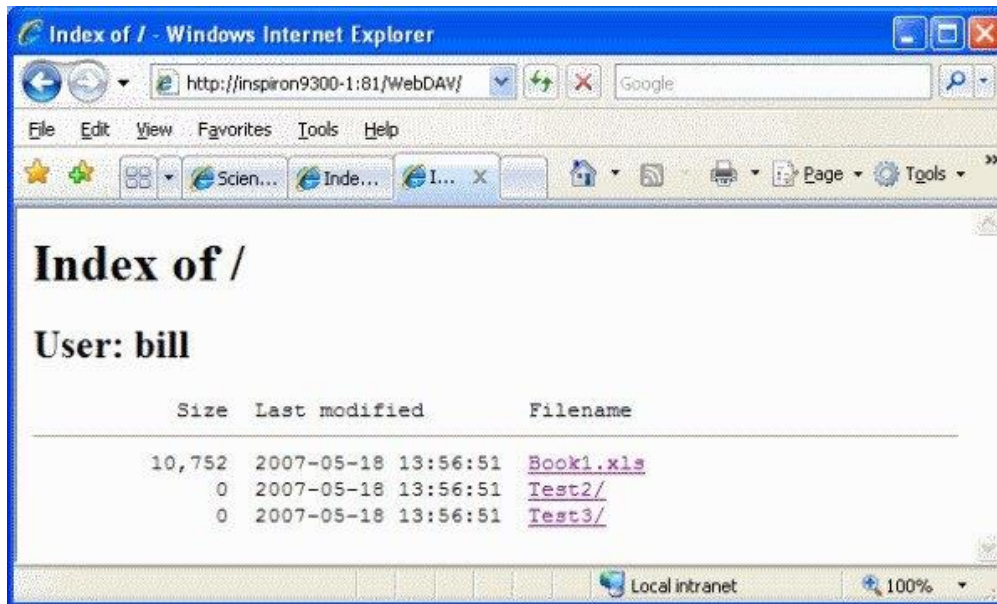 Index of / - Windows Internet Explorer
http://inspiron9300-1:81/WebDAV/ Google
File Edit View Favorites Tools Help
Scien... Inde... I... Page Tools
Index of /
User: bill
Size Last modified Filename
10,752 2007-05-18 13:56:51 Book1.xls
0 2007-05-18 13:56:51 Test2/
0 2007-05-18 13:56:51 Test3/
Local intranet 100%